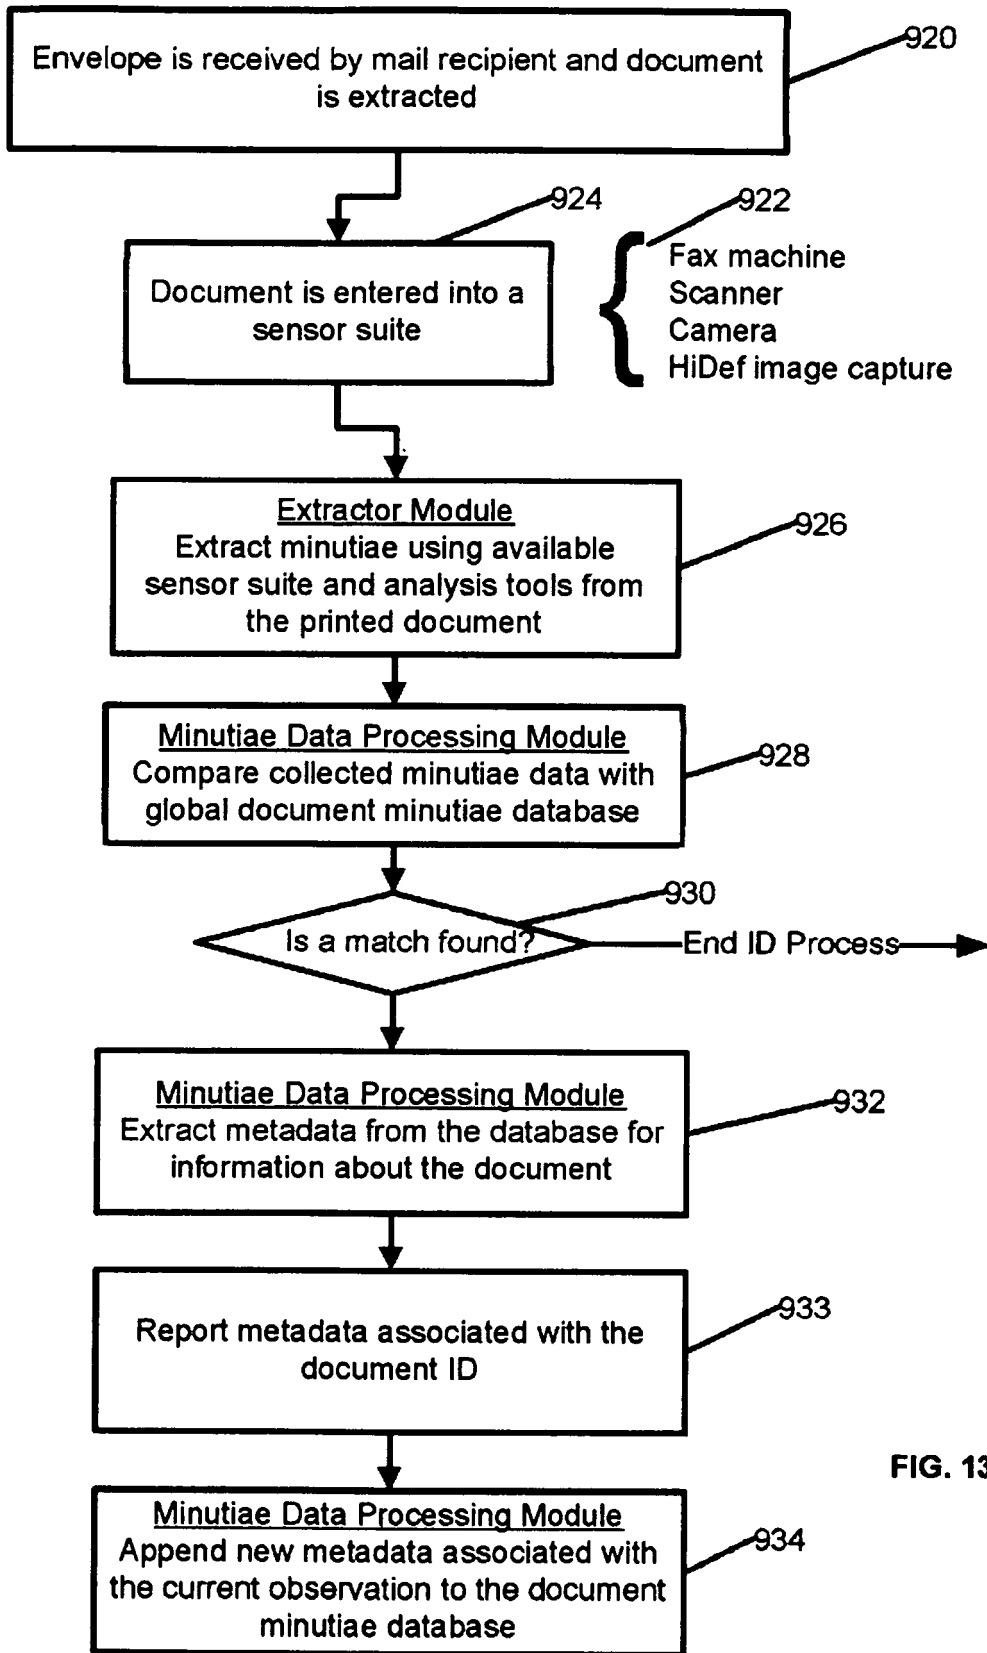 920
Envelope is received by mail recipient and document
is extracted
924
922
Document is entered into a
sensor suite
Fax machine
Scanner
Camera
HiDef image capture
Extractor Module
Extract minutiae using available
sensor suite and analysis tools from
the printed document
926
Minutiae Data Processing Module
Compare collected minutiae data with
global document minutiae database
928
930
Is a match found?
End ID Process
Minutiae Data Processing Module
Extract metadata from the database for
information about the document
932
Report metadata associated with the
document ID
933
FIG. 13
Minutiae Data Processing Module
Append new metadata associated with
the current observation to the document
minutiae database
934